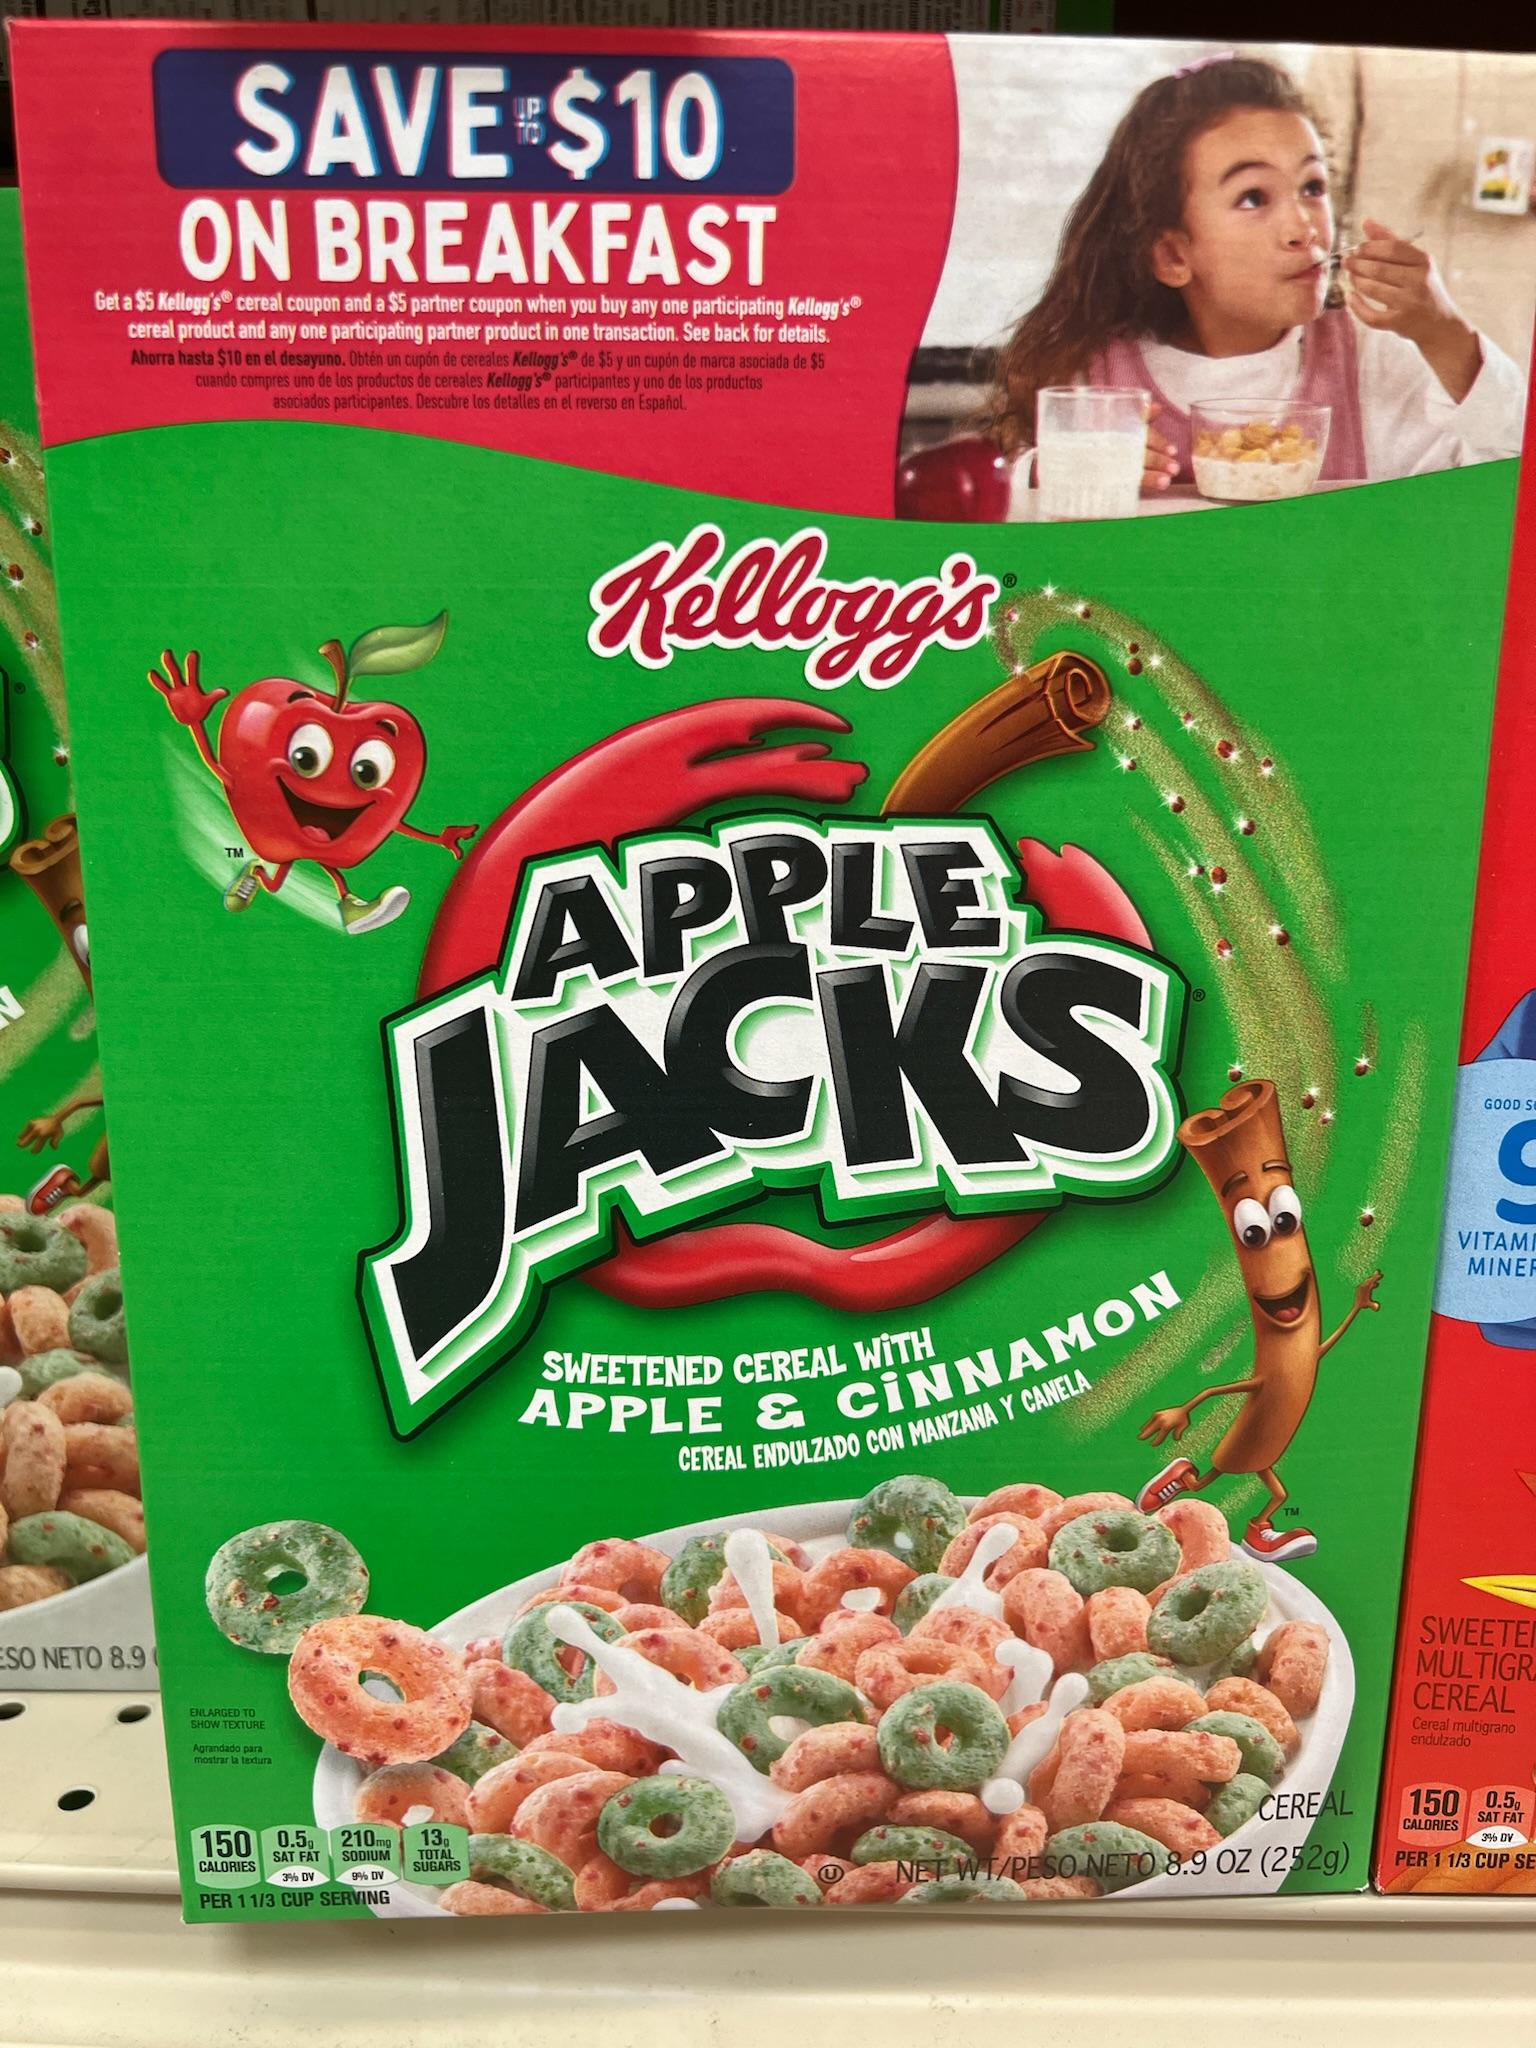 SAVE UP TO $10
ON BREAKFAST
Get a $5 Kellogg's® cereal coupon and a $5 partner coupon when you buy any one participating Kellogg's®
cereal product and any one participating partner product in one transaction. See back for details.
Ahorra hasta $10 en el desayuno. Obtén un cupón de cereales Kellogg's® de $5 y un cupón de marca asociada de $5
cuando compres uno de los productos de cereales Kellogg's® participantes y uno de los productos
asociados participantes. Descubre los detalles en el reverso en Español.
Kellogg's®
TM
APPLE
JACKS®
SWEETENED CEREAL WITH
APPLE & CINNAMON
CEREAL ENDULZADO CON MANZANA Y CANELA
TM
ENLARGED TO
SHOW TEXTURE
Agrandado para
mostrar la textura
150
CALORIES
0.5g
SAT FAT
3% DV
210mg
SODIUM
9% DV
13g
TOTAL
SUGARS
PER 1 1/3 CUP SERVING
CEREAL
U NET WT/PESO NETO 8.9 OZ (252g)
NETO 8.9
GOOD
9
SWEETE
MULTIGR
CEREAL
Cereal multigrano
endulzado
150
CALORIES
0.5g
SAT FAT
3% DV
PER 1 1/3 CUP SE